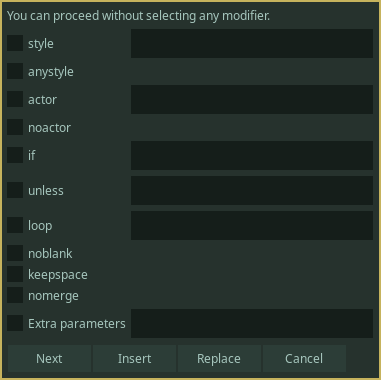 You can proceed without selecting any modifier.
style
anystyle
actor
noactor
if
unless
loop
noblank
keepspace
nomerge
Extra parameters
Next Insert Replace Cancel